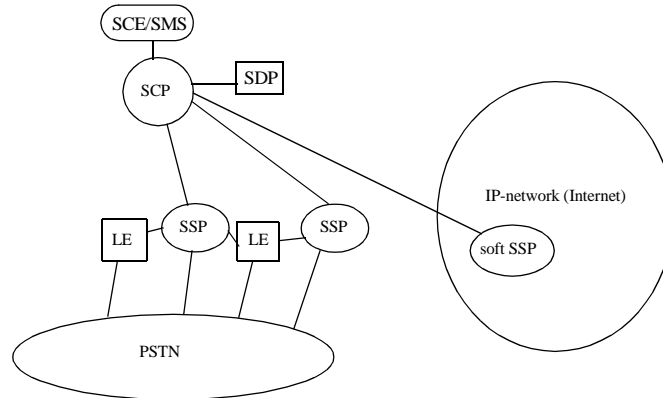 SCE/SMS
SCP
SDP
IP-network (Internet)
LE
SSP
LE
SSP
soft SSP
PSTN